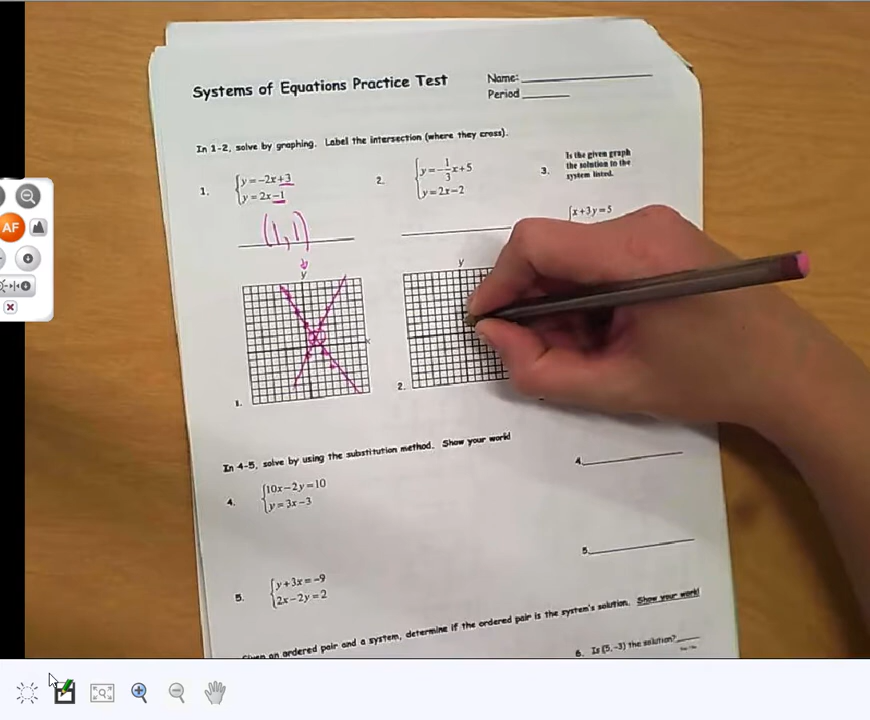 Systems of Equations Practice Test
Name:
Period
In 1-2, solve by graphing. Label the intersection (where they cross).
1.
y=-2x+3
y=2x-1
2.
y=-1/3x+5
y=2x-2
3.
Is the given graph
the solution to the
system listed.
x+3y=5
(1,1)
y
y
x
1.
2.
In 4-5, solve by using the substitution method. Show your work!
4.
10x-2y=10
y=3x-3
4.
5.
y+3x=-9
2x-2y=2
5.
an ordered pair and a system, determine if the ordered pair is the system's solution. Show your work!
6. Is (5,-3) the solution?
AF